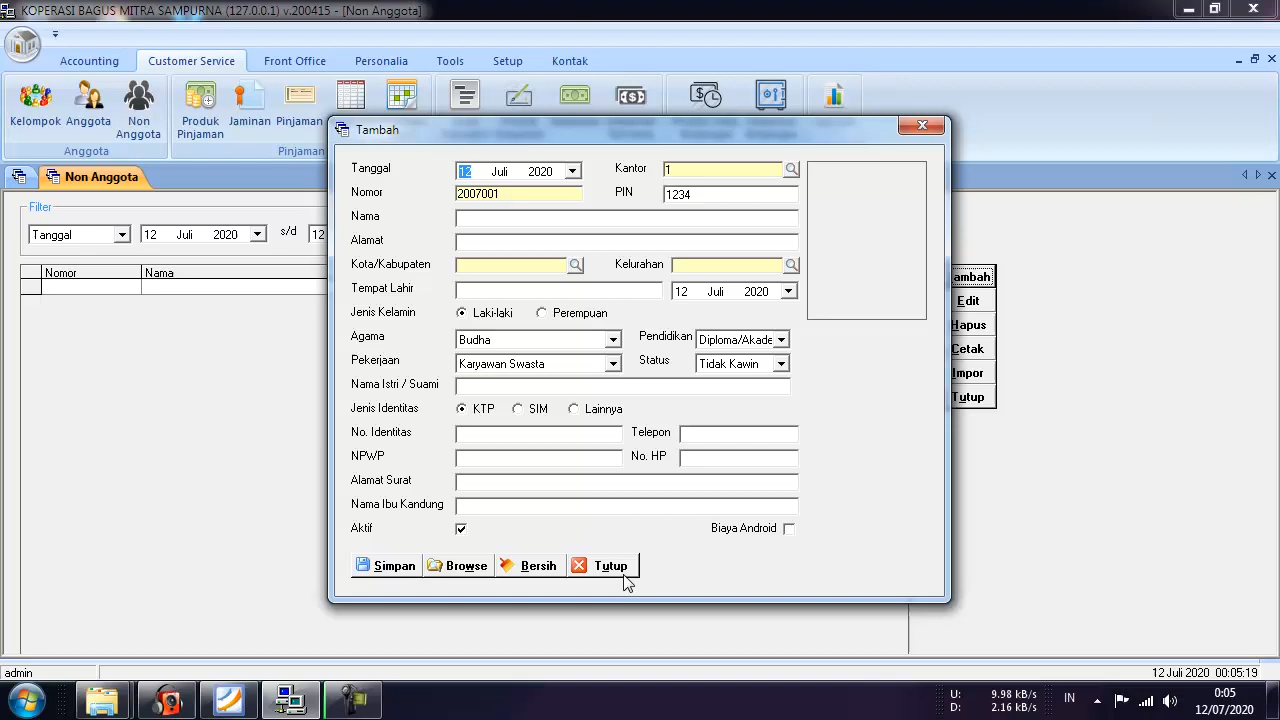 KOPERASI BAGUS MITRA SAMPURNA (127.0.0.1) v.200415 - [Non Anggota]
Accounting Customer Service Front Office Personalia Tools Setup Kontak
Kelompok Anggota Non Anggota Produk Pinjaman Jaminan Pinjaman
Anggota Pinjaman
Non Anggota
Filter
Tanggal 12 Juli 2020 s/d 12
Nomor Nama
Tambah
Tanggal 12 Juli 2020 Kantor 1
Nomor 2007001 PIN 1234
Nama
Alamat
Kota/Kabupaten Kelurahan
Tempat Lahir 12 Juli 2020
Jenis Kelamin Laki-laki Perempuan
Agama Budha Pendidikan Diploma/Akade
Pekerjaan Karyawan Swasta Status Tidak Kawin
Nama Istri / Suami
Jenis Identitas KTP SIM Lainnya
No. Identitas Telepon
NPWP No. HP
Alamat Surat
Nama Ibu Kandung
Aktif Biaya Android
Simpan Browse Bersih Tutup
ambah
Edit
Hapus
Cetak
Impor
Tutup
admin 12 Juli 2020 00:05:19
U: 9.98 kB/s
D: 2.16 kB/s
IN
0:05
12/07/2020